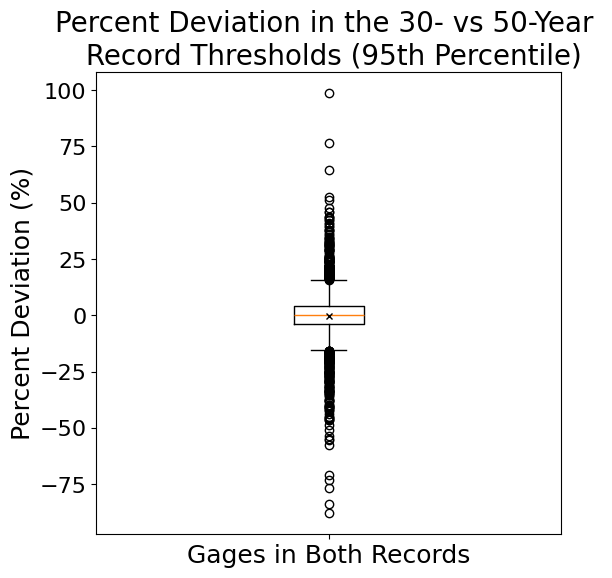 Percent Deviation in the 30- vs 50-Year
Record Thresholds (95th Percentile)
Percent Deviation (%)
100
75
50
25
0
−25
−50
−75
Gages in Both Records